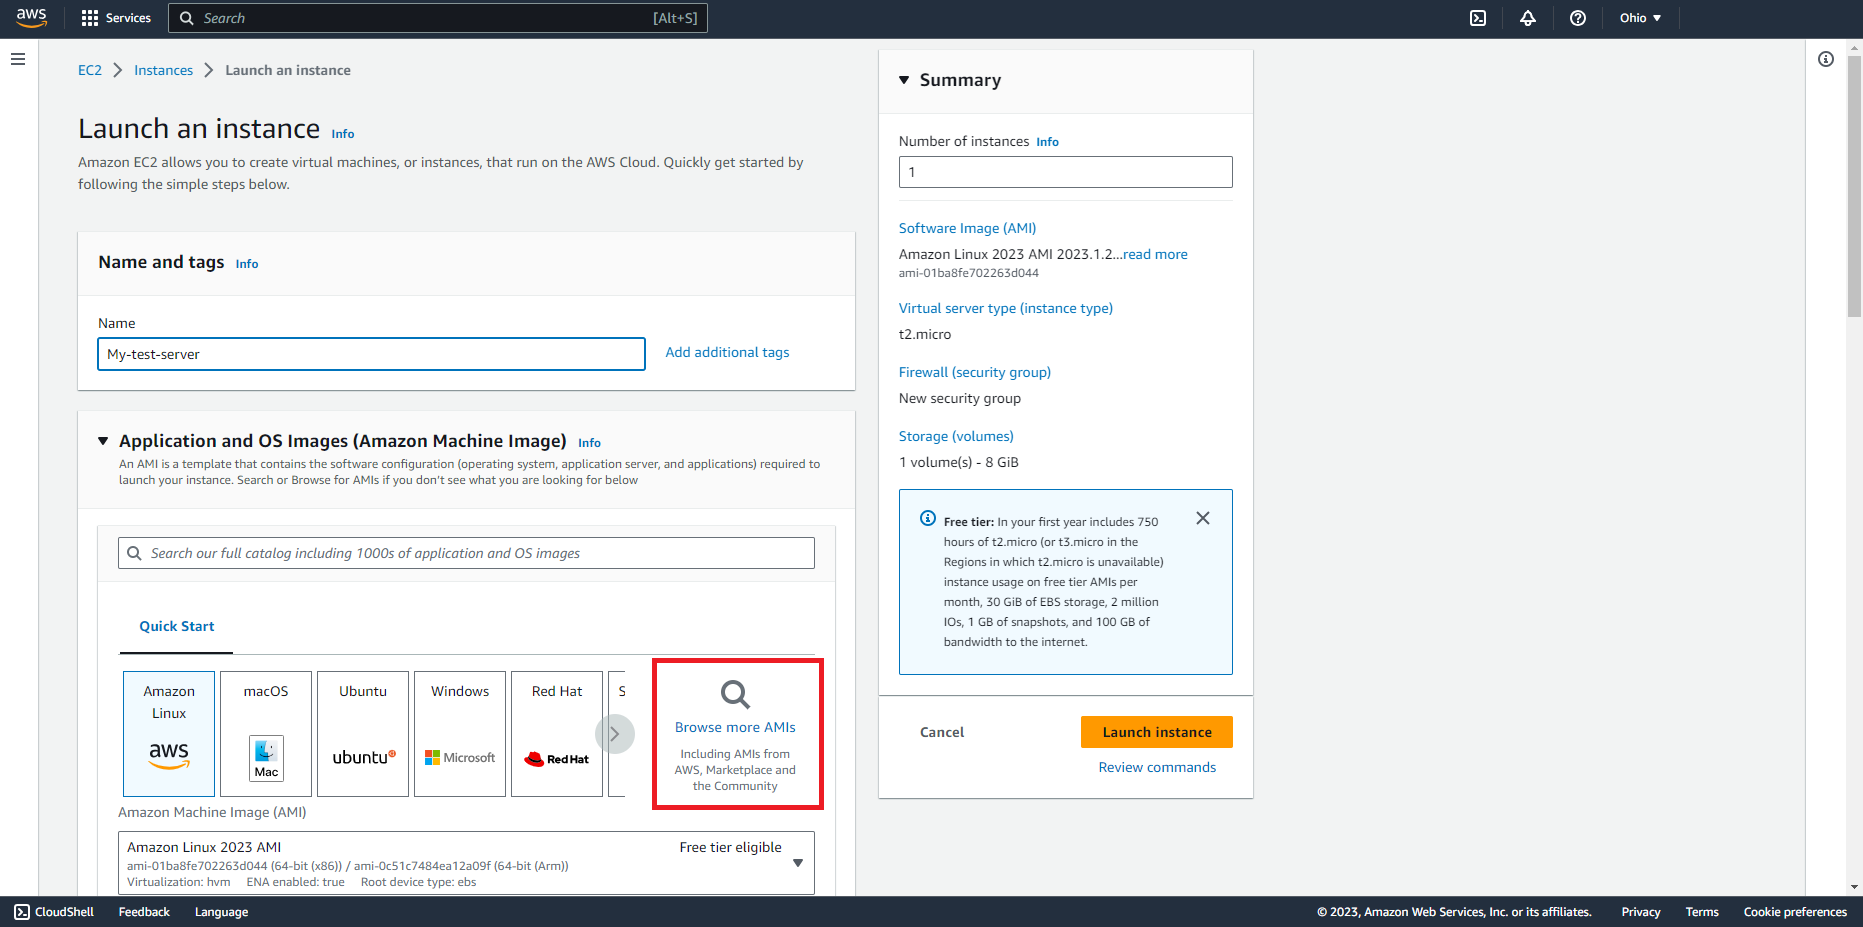 aws
Services
Search
[Alt+S]
Ohio
EC2
Instances
Launch an instance
Launch an instance Info
Amazon EC2 allows you to create virtual machines, or instances, that run on the AWS Cloud. Quickly get started by
following the simple steps below.
Name and tags Info
Name
My-test-server
Add additional tags
Application and OS Images (Amazon Machine Image) Info
An AMI is a template that contains the software configuration (operating system, application server, and applications) required to
launch your instance. Search or Browse for AMIs if you don't see what you are looking for below
Search our full catalog including 1000s of application and OS images
Quick Start
Amazon
Linux
aws
macOS
Mac
Ubuntu
ubuntu
Windows
Microsoft
Red Hat
Red Hat
S
Browse more AMIs
Including AMIs from
AWS, Marketplace and
the Community
Amazon Machine Image (AMI)
Amazon Linux 2023 AMI
Free tier eligible
ami-01ba8fe702263d044 (64-bit (x86)) / ami-0c51c7484ea12a09f (64-bit (Arm))
Virtualization: hvm ENA enabled: true Root device type: ebs
Summary
Number of instances Info
1
Software Image (AMI)
Amazon Linux 2023 AMI 2023.1.2...read more
ami-01ba8fe702263d044
Virtual server type (instance type)
t2.micro
Firewall (security group)
New security group
Storage (volumes)
1 volume(s) - 8 GiB
Free tier: In your first year includes 750
hours of t2.micro (or t3.micro in the
Regions in which t2.micro is unavailable)
instance usage on free tier AMIs per
month, 30 GiB of EBS storage, 2 million
IOs, 1 GB of snapshots, and 100 GB of
bandwidth to the internet.
Cancel
Launch instance
Review commands
CloudShell
Feedback
Language
© 2023, Amazon Web Services, Inc. or its affiliates.
Privacy
Terms
Cookie preferences